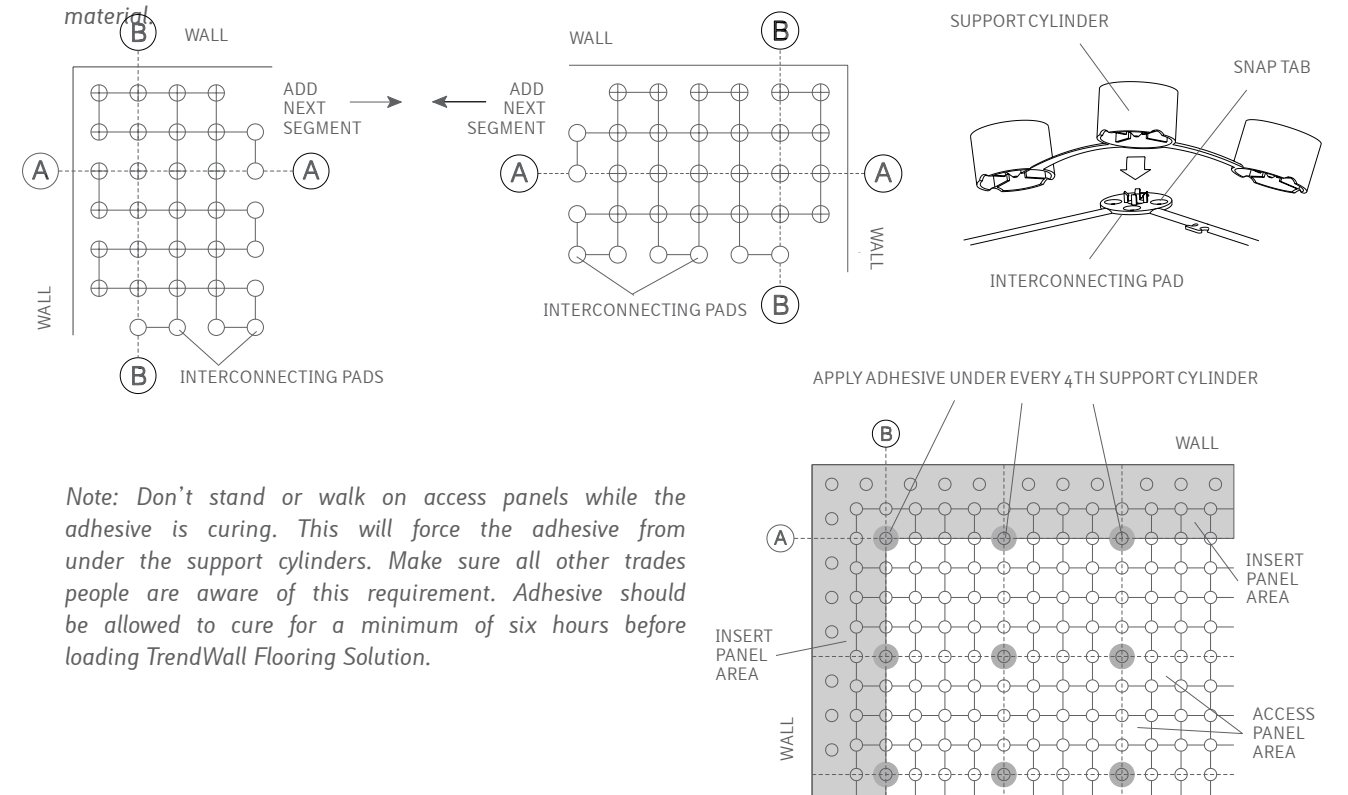 material.
B
WALL
ADD
NEXT
SEGMENT
A
A
WALL
B
INTERCONNECTING PADS
WALL
B
ADD
NEXT
SEGMENT
A
A
WALL
INTERCONNECTING PADS
B
SUPPORT CYLINDER
SNAP TAB
INTERCONNECTING PAD
Note: Don't stand or walk on access panels while the
adhesive is curing. This will force the adhesive from
under the support cylinders. Make sure all other trades
people are aware of this requirement. Adhesive should
be allowed to cure for a minimum of six hours before
loading TrendWall Flooring Solution.
APPLY ADHESIVE UNDER EVERY 4TH SUPPORT CYLINDER
B
WALL
A
INSERT
PANEL
AREA
INSERT
PANEL
AREA
WALL
ACCESS
PANEL
AREA